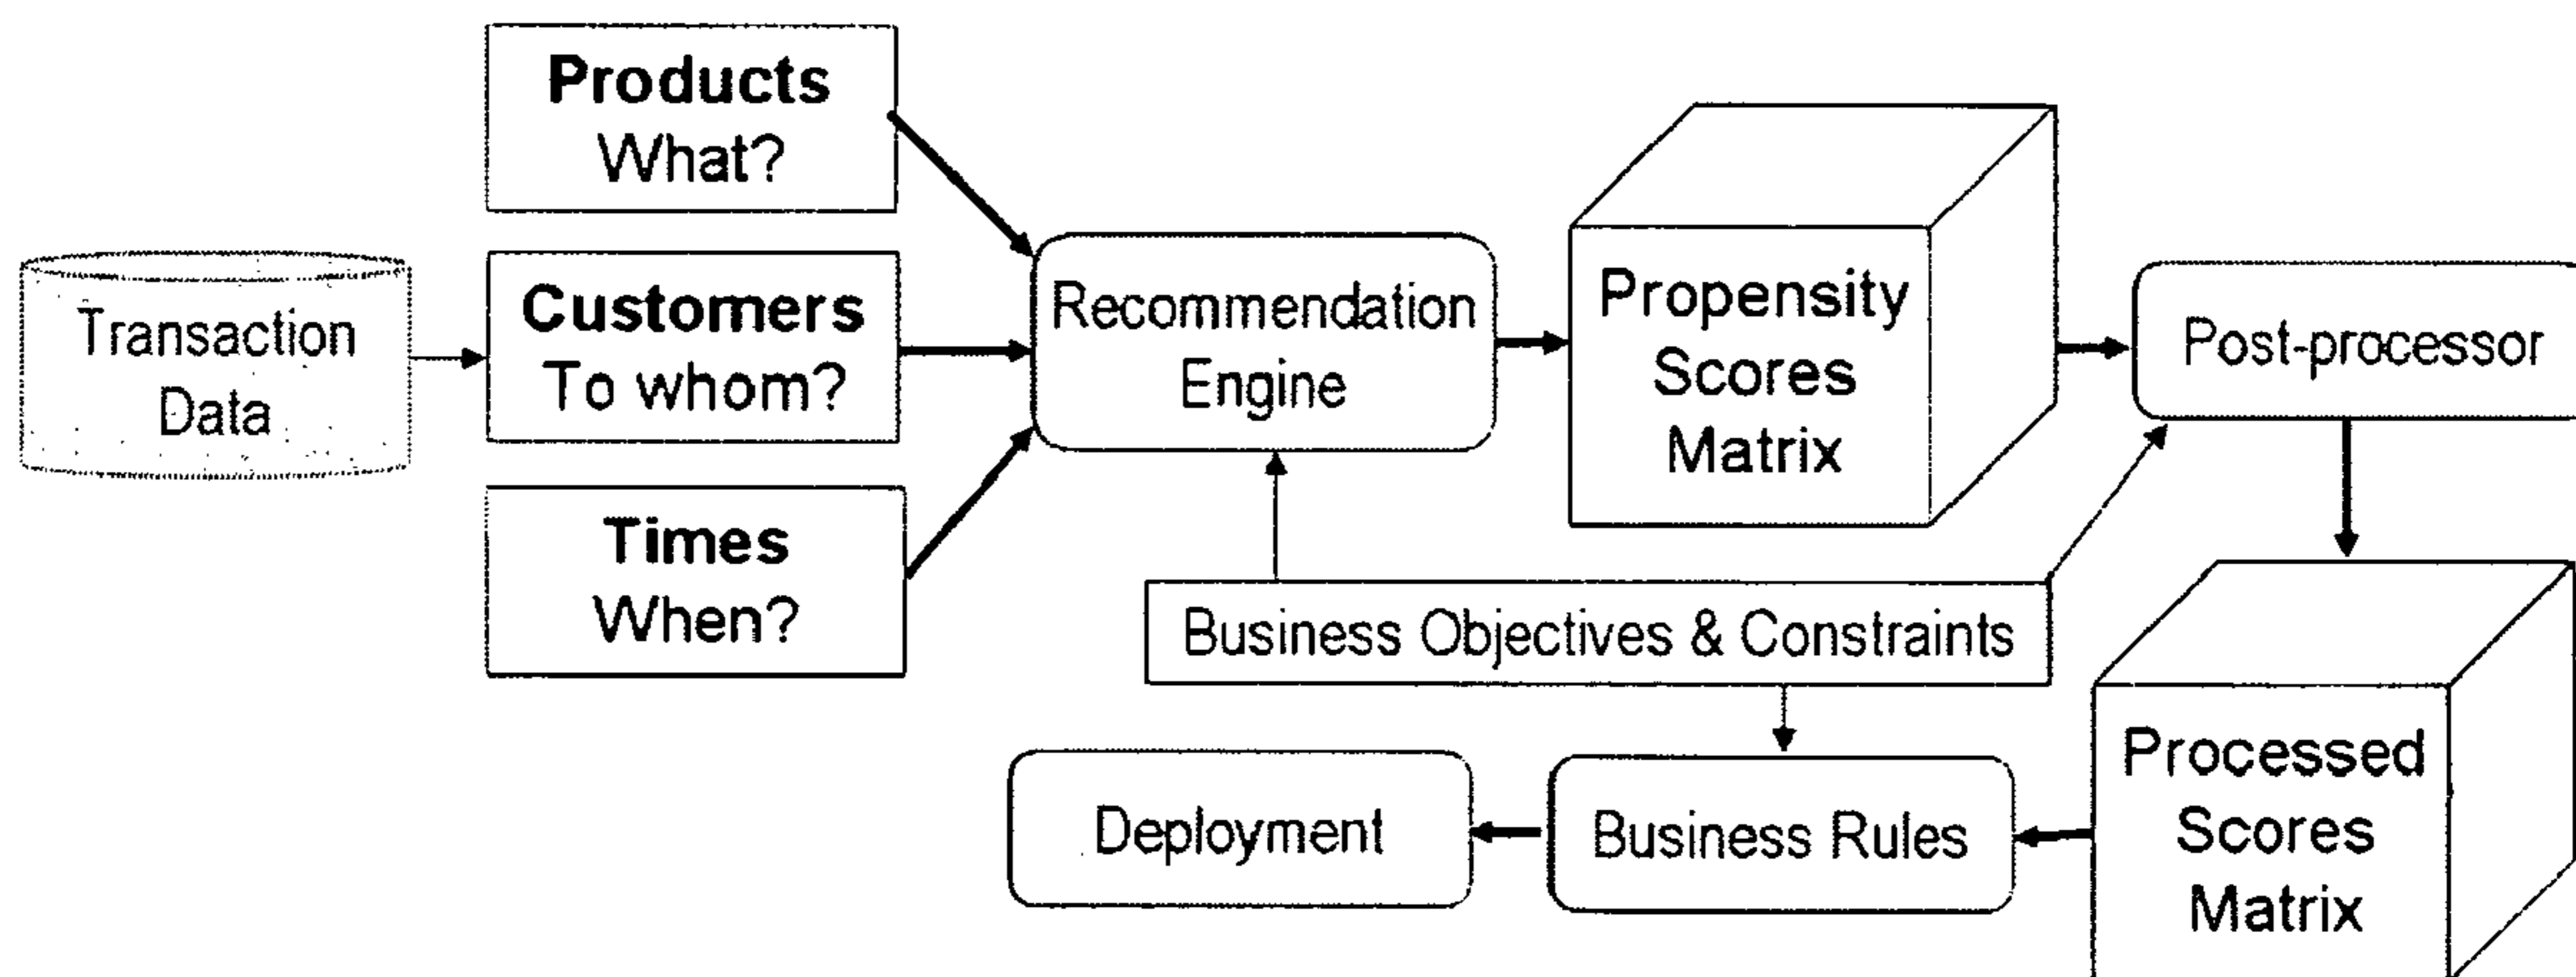 Products
What?
Transaction
Data
Customers
To whom?
Times
When?
Recommendation
Engine
Propensity
Scores
Matrix
Post-processor
Business Objectives & Constraints
Processed
Scores
Matrix
Business Rules
Deployment